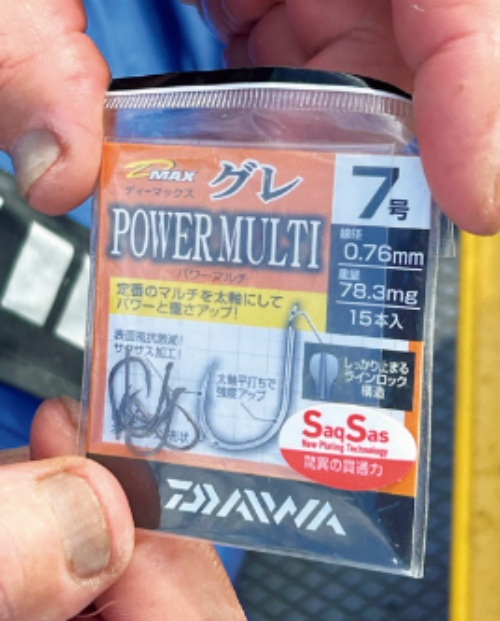 D-MAX グレ
ディーマックス
7号
POWER MULTI
パワーマルチ
線径
0.76mm
重量
78.3mg
15本入
定番のマルチを太軸にして
パワーと重さアップ!
表面抵抗激減!
サクサス加工!
太軸平打ちで
強度アップ
しっかり止まる
ラインロック
構造
形状
SaqSas
New Plating Technology
驚異の貫通力
DAIWA